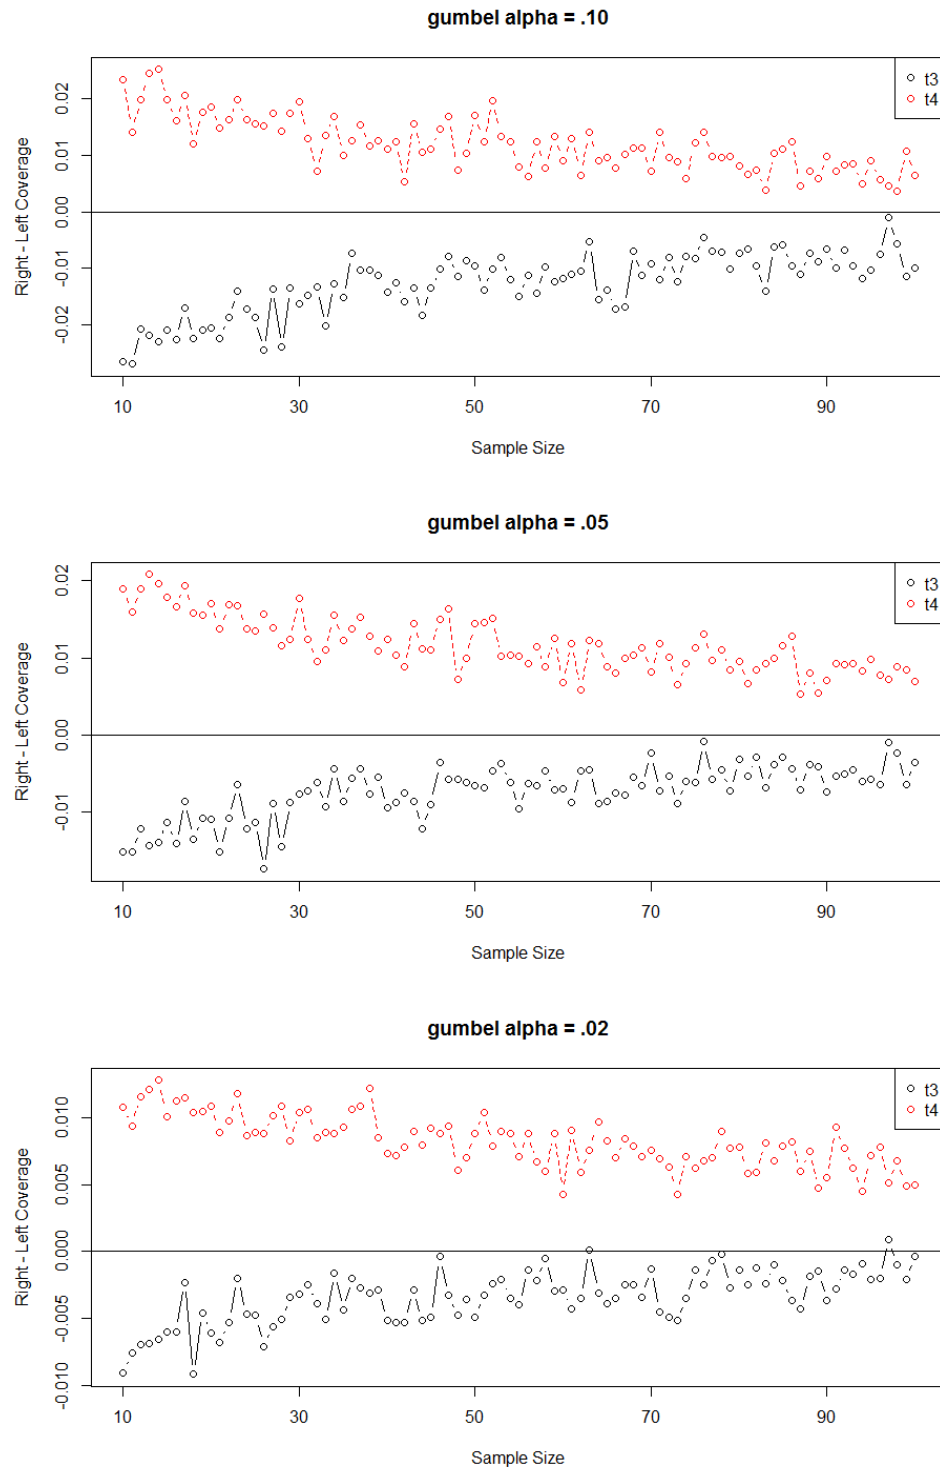 gumbel alpha = .10
Right - Left Coverage
0.02
0.01
0.00
-0.01
-0.02
t3
t4
10 30 50 70 90
Sample Size
gumbel alpha = .05
Right - Left Coverage
0.02
0.01
0.00
-0.01
t3
t4
10 30 50 70 90
Sample Size
gumbel alpha = .02
Right - Left Coverage
0.010
0.005
0.000
-0.005
-0.010
t3
t4
10 30 50 70 90
Sample Size